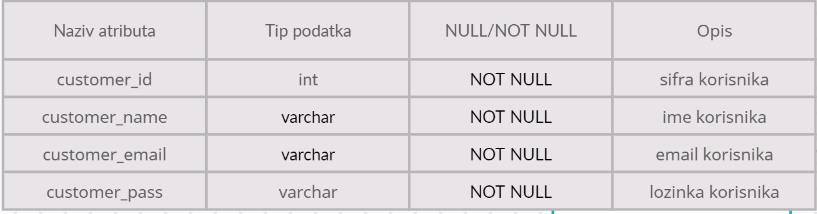 Naziv atributa Tip podatka NULL/NOT NULL Opis
customer_id int NOT NULL sifra korisnika
customer_name varchar NOT NULL ime korisnika
customer_email varchar NOT NULL email korisnika
customer_pass varchar NOT NULL lozinka korisnika